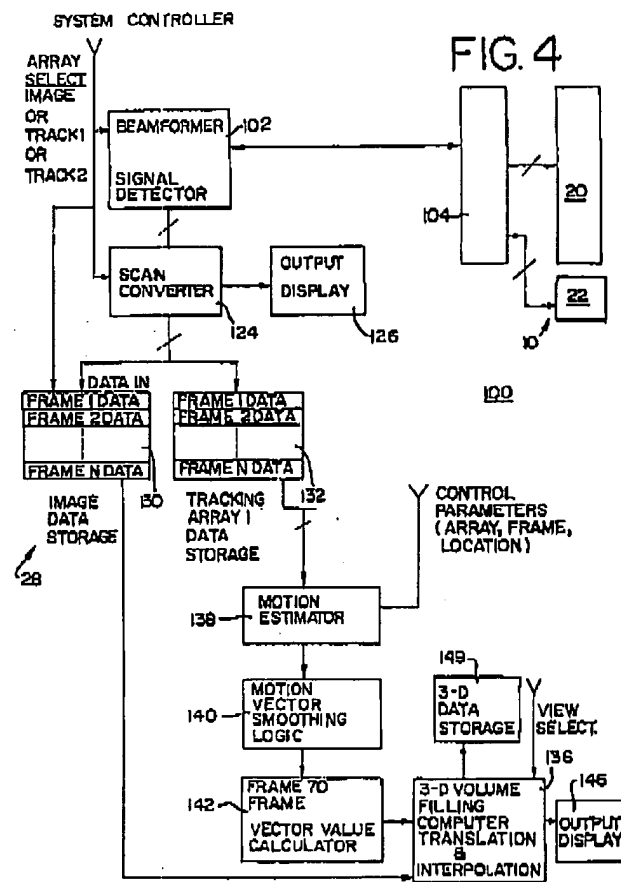 SYSTEM CONTROLLER
FIG. 4
ARRAY
SELECT
IMAGE
OR
TRACK1
OR
TRACK2
BEAMFORMER
SIGNAL
DETECTOR
102
104
20
22
10
100
SCAN
CONVERTER
124
OUTPUT
DISPLAY
126
DATA IN
FRAME 1 DATA
FRAME 2 DATA
FRAME N DATA
130
IMAGE
DATA
STORAGE
28
FRAME 1 DATA
FRAME 2 DATA
FRAME N DATA
132
TRACKING
ARRAY 1
DATA
STORAGE
CONTROL
PARAMETERS
(ARRAY, FRAME,
LOCATION)
138
MOTION
ESTIMATOR
140
MOTION
VECTOR
SMOOTHING
LOGIC
142
FRAME TO
FRAME
VECTOR VALUE
CALCULATOR
149
3-D
DATA
STORAGE
VIEW
SELECT
136
3-D VOLUME
FILLING
COMPUTER
TRANSLATION
&
INTERPOLATION
146
OUTPUT
DISPLAY